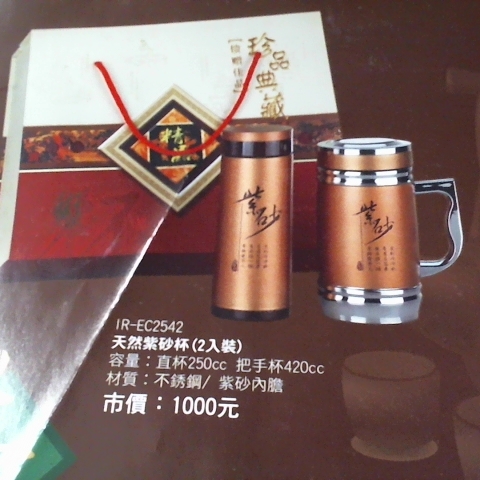 珍品典藏
精品
紫砂
紫砂
IR-EC2542
天然紫砂杯(2入裝)
容量：直杯250cc 把手杯420cc
材質：不銹鋼/ 紫砂內膽
市價：1000元